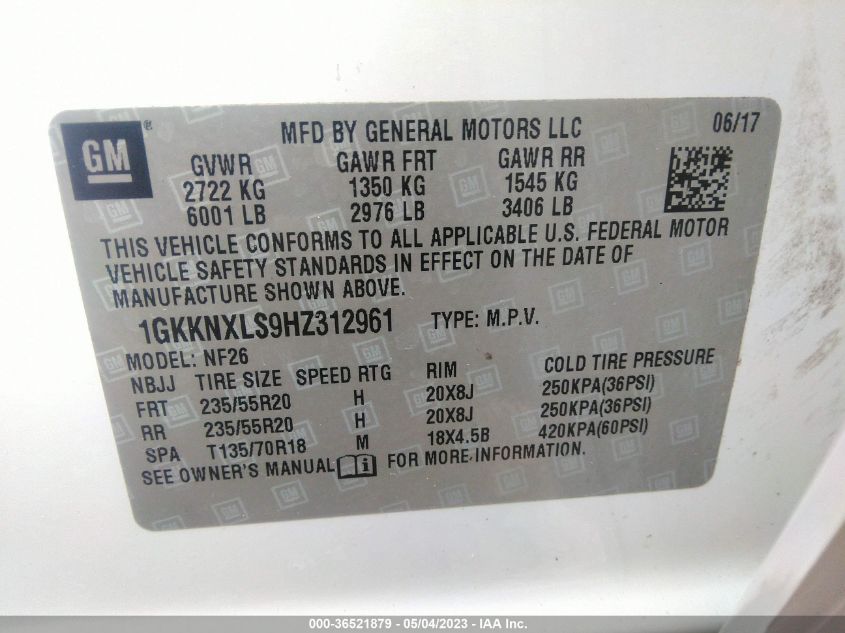 GM ® MFD BY GENERAL MOTORS LLC 06/17
GVWR GAWR FRT GAWR RR
2722 KG 1350 KG 1545 KG
6001 LB 2976 LB 3406 LB
THIS VEHICLE CONFORMS TO ALL APPLICABLE U.S. FEDERAL MOTOR
VEHICLE SAFETY STANDARDS IN EFFECT ON THE DATE OF
MANUFACTURE SHOWN ABOVE.
1GKKNXLS9HZ312961 TYPE: M.P.V.
MODEL: NF26
NBJJ TIRE SIZE SPEED RTG RIM COLD TIRE PRESSURE
FRT 235/55R20 H 20X8J 250KPA(36PSI)
RR 235/55R20 H 20X8J 250KPA(36PSI)
SPA T135/70R18 M 18X4.5B 420KPA(60PSI)
SEE OWNER'S MANUAL FOR MORE INFORMATION.
000-36521879 - 05/04/2023 - IAA Inc.